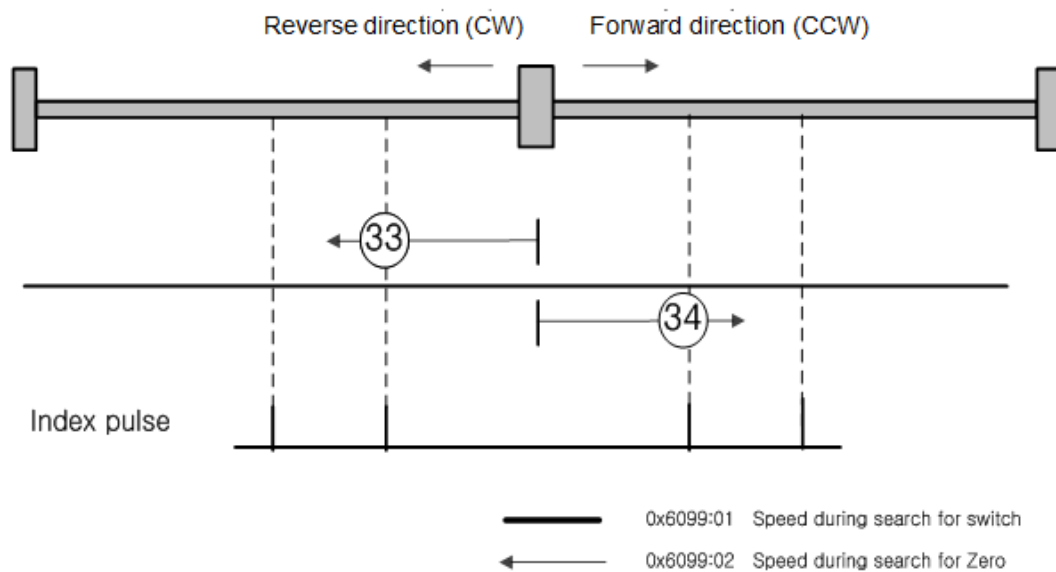 Reverse direction (CW) Forward direction (CCW)
33
34
Index pulse
0x6099:01 Speed during search for switch
0x6099:02 Speed during search for Zero